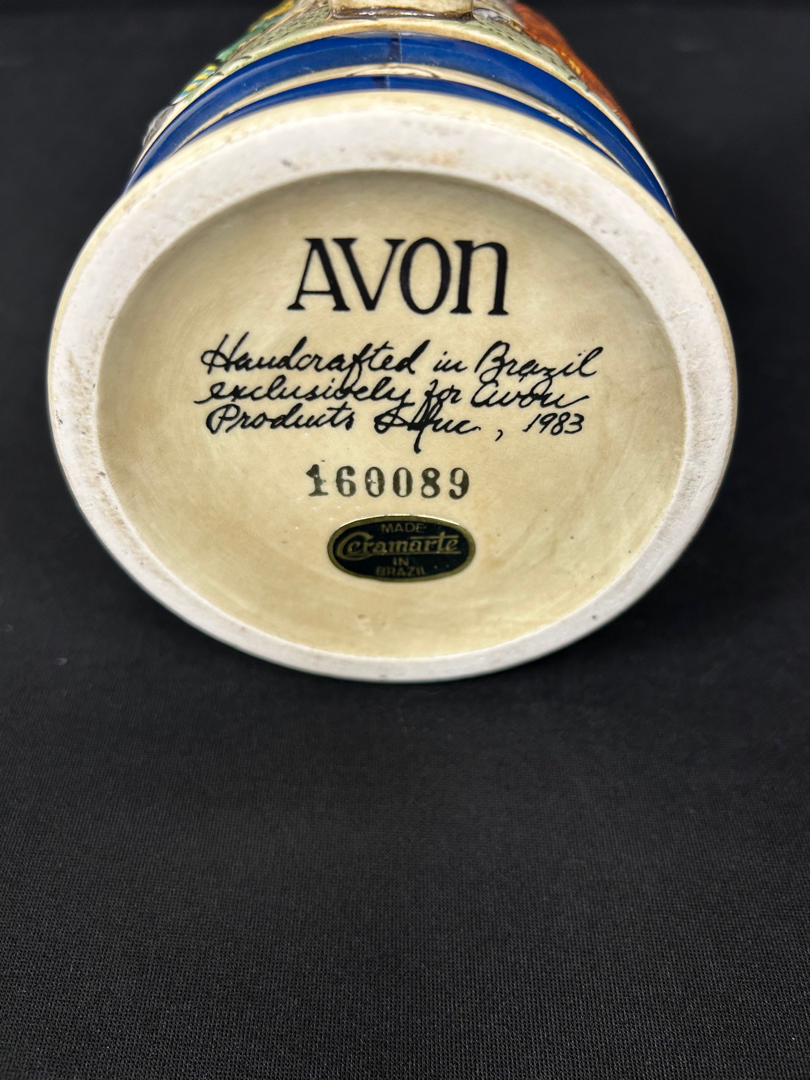 AVON
Handcrafted in Brazil
exclusively for Avon
Products Inc, 1983
160089
MADE
Ceramarte
IN
BRAZIL